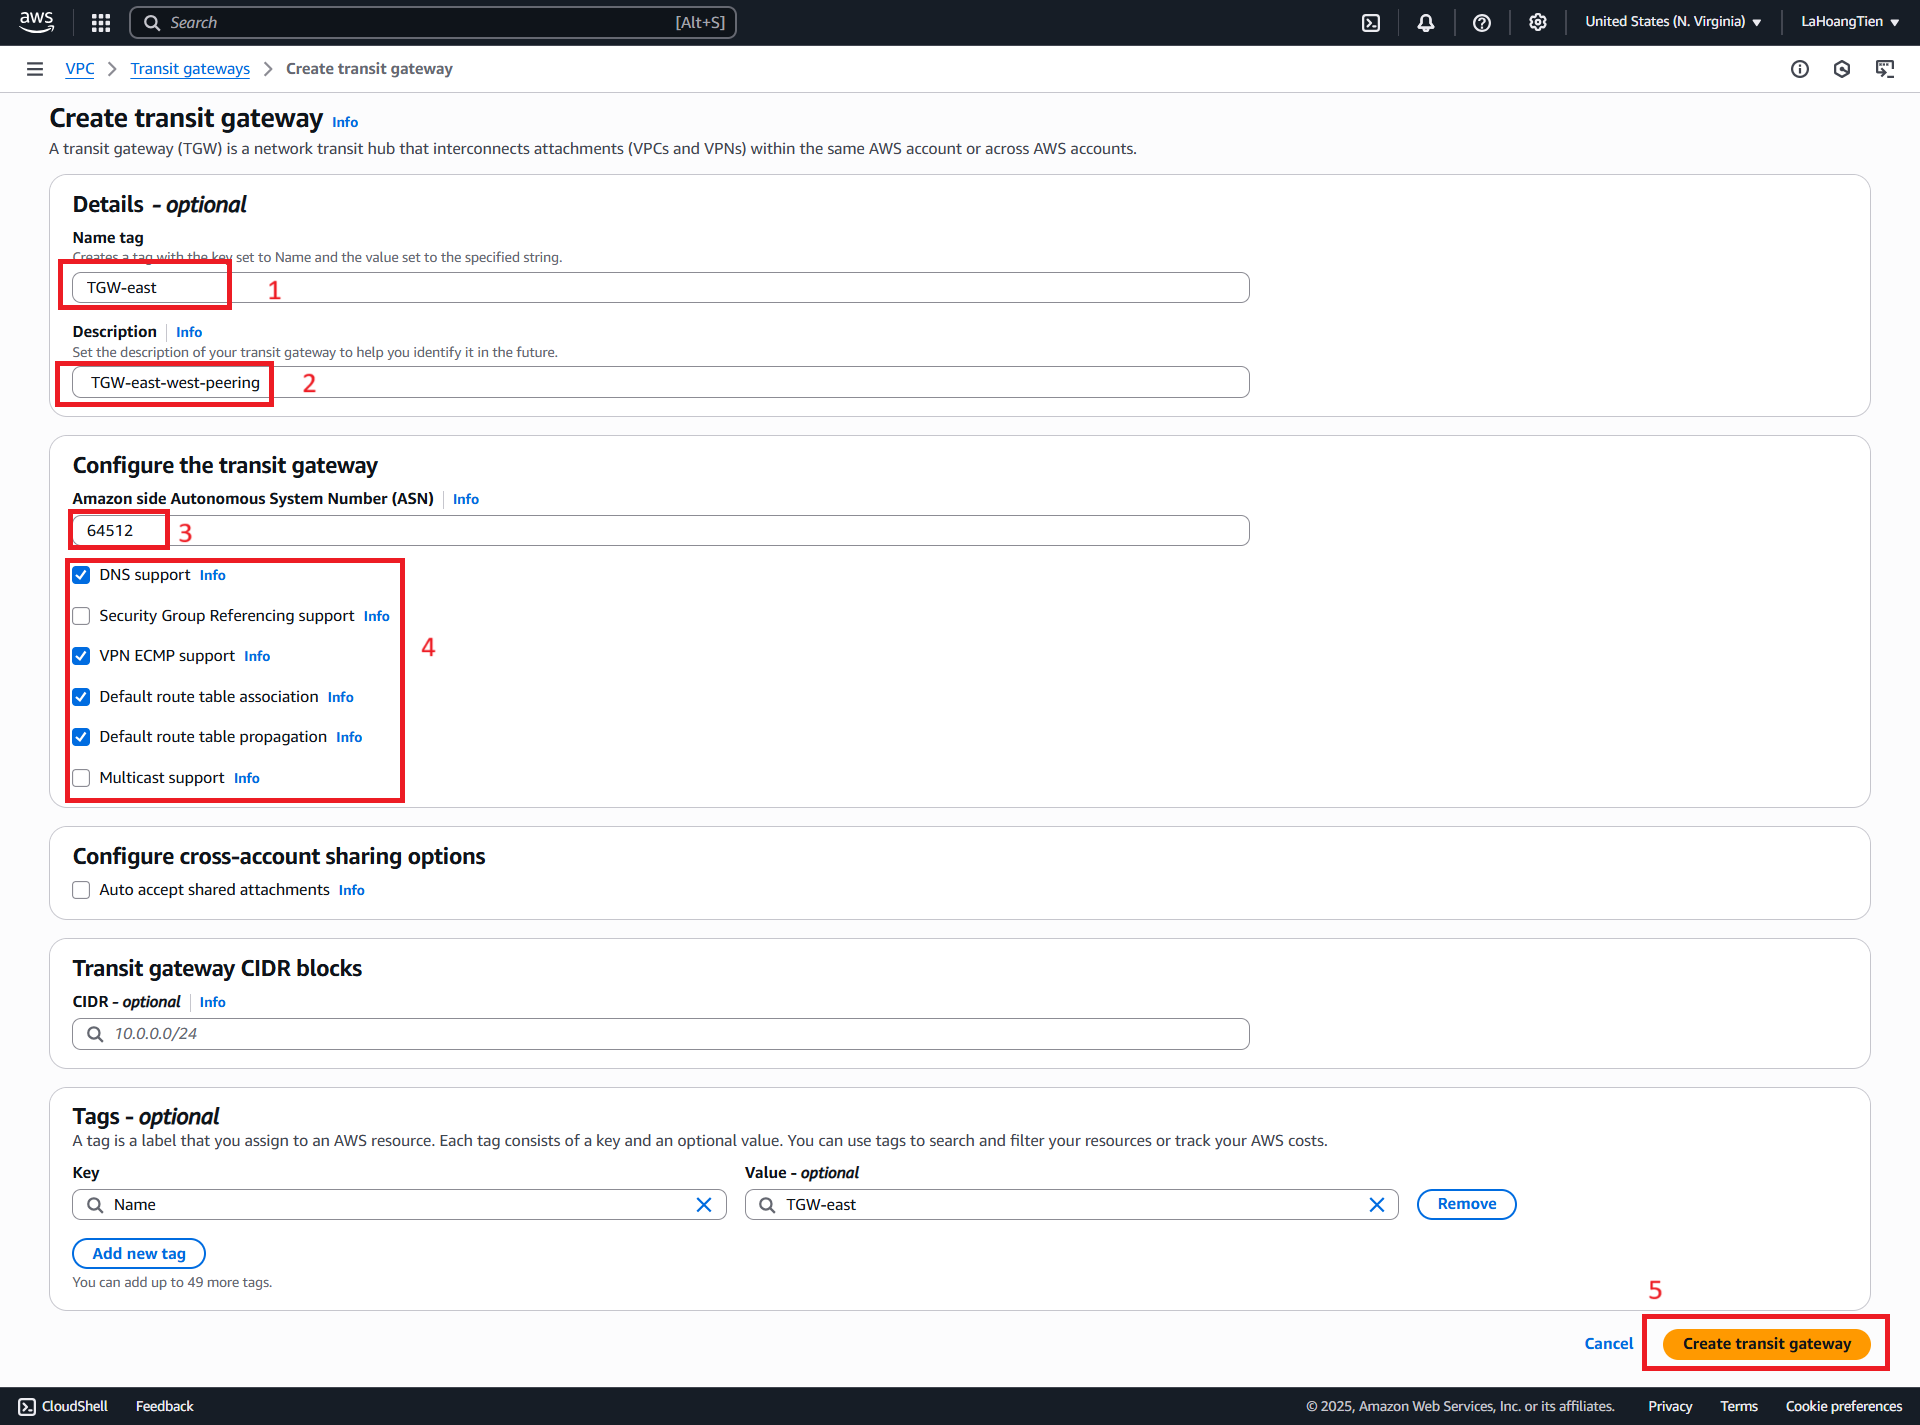 aws
Search [Alt+S]
United States (N. Virginia) LaHoangTien
VPC Transit gateways Create transit gateway
Create transit gateway Info
A transit gateway (TGW) is a network transit hub that interconnects attachments (VPCs and VPNs) within the same AWS account or across AWS accounts.
Details - optional
Name tag
Creates a tag with the key set to Name and the value set to the specified string.
TGW-east 1
Description Info
Set the description of your transit gateway to help you identify it in the future.
TGW-east-west-peering 2
Configure the transit gateway
Amazon side Autonomous System Number (ASN) Info
64512 3
DNS support Info
Security Group Referencing support Info
4
VPN ECMP support Info
Default route table association Info
Default route table propagation Info
Multicast support Info
Configure cross-account sharing options
Auto accept shared attachments Info
Transit gateway CIDR blocks
CIDR - optional Info
10.0.0.0/24
Tags - optional
A tag is a label that you assign to an AWS resource. Each tag consists of a key and an optional value. You can use tags to search and filter your resources or track your AWS costs.
Key Value - optional
Name TGW-east Remove
Add new tag
You can add up to 49 more tags.
5
Cancel Create transit gateway
CloudShell Feedback © 2025, Amazon Web Services, Inc. or its affiliates. Privacy Terms Cookie preferences